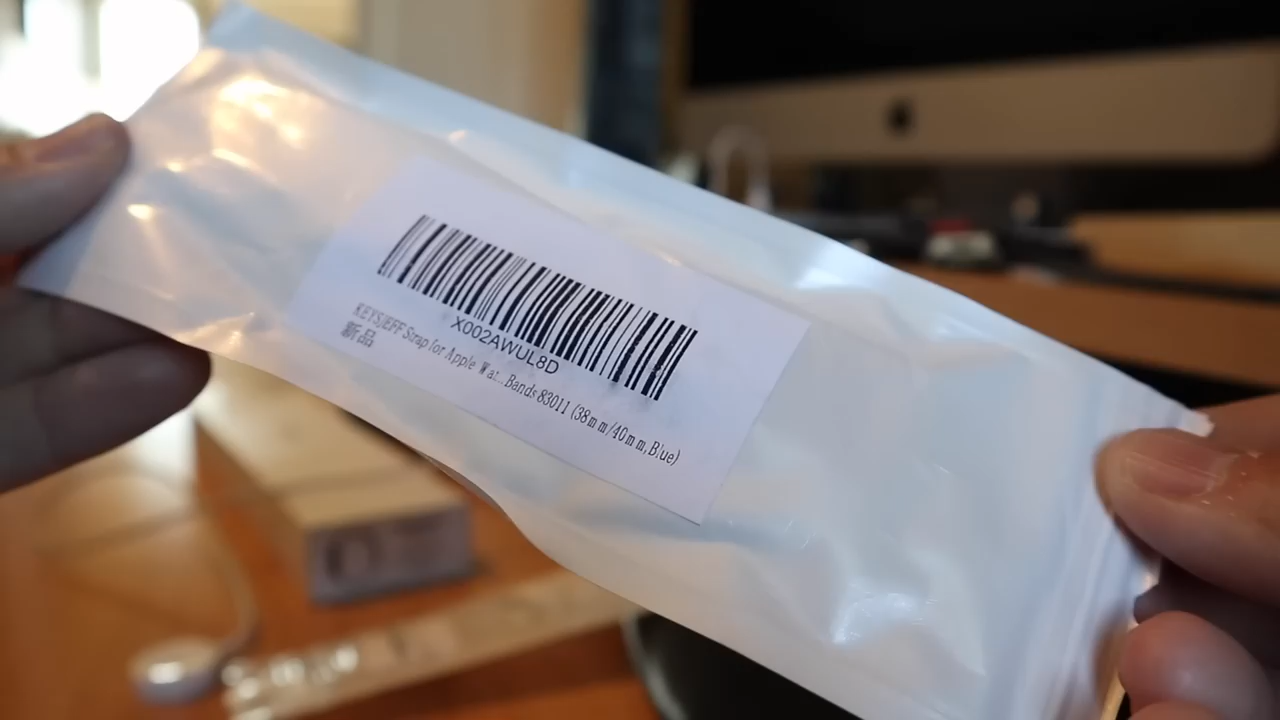 X002AWUL8D
KEYSJEFF Strap for Apple Wat...Bands 83011 (38mm/40mm,Blue)
新品